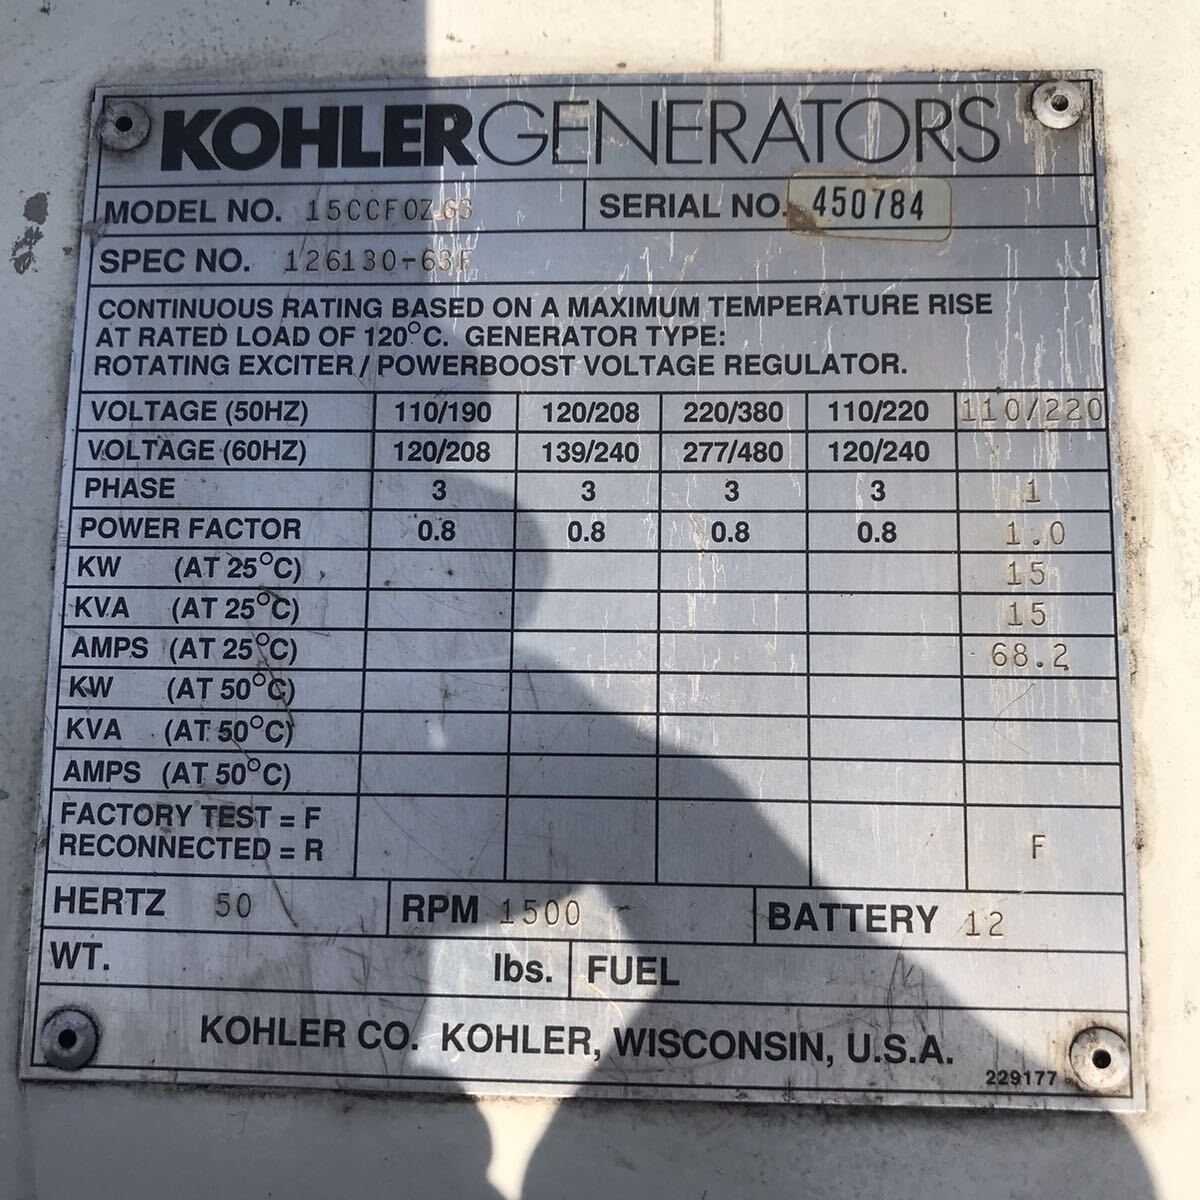 KOHLER GENERATORS
MODEL NO. 15CCFOZ63 SERIAL NO. 450784
SPEC NO. 126130-63F
CONTINUOUS RATING BASED ON A MAXIMUM TEMPERATURE RISE
AT RATED LOAD OF 120°C. GENERATOR TYPE:
ROTATING EXCITER / POWERBOOST VOLTAGE REGULATOR.
VOLTAGE (50HZ) 110/190 120/208 220/380 110/220 110/220
VOLTAGE (60HZ) 120/208 139/240 277/480 120/240
PHASE 3 3 3 3 1
POWER FACTOR 0.8 0.8 0.8 0.8 1.0
KW (AT 25°C) 15
KVA (AT 25°C) 15
AMPS (AT 25°C) 68.2
KW (AT 50°C)
KVA (AT 50°C)
AMPS (AT 50°C)
FACTORY TEST = F
RECONNECTED = R F
HERTZ 50 RPM 1500 BATTERY 12
WT. lbs. FUEL
KOHLER CO. KOHLER, WISCONSIN, U.S.A.
229177